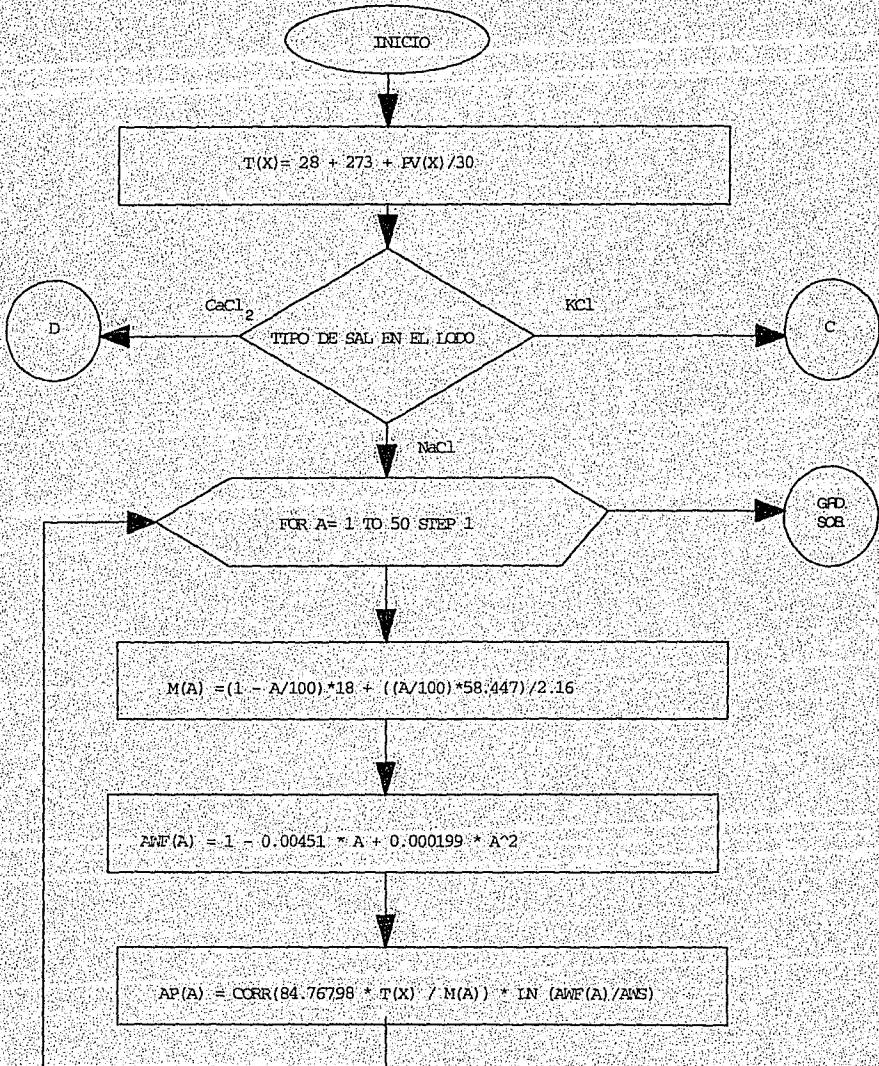 INICIO
T(X)= 28 + 273 + PV(X)/30
CaCl2
KCl
D
TIPO DE SAL EN EL LODO
C
NaCl
FOR A= 1 TO 50 STEP 1
GRD.
SOB.
M(A) =(1 - A/100)*18 + ((A/100)*58.447)/2.16
AWF(A) = 1 - 0.00451 * A + 0.000199 * A^2
AP(A) = CORR(84.76798 * T(X) / M(A)) * LN (AWF(A)/AWS)